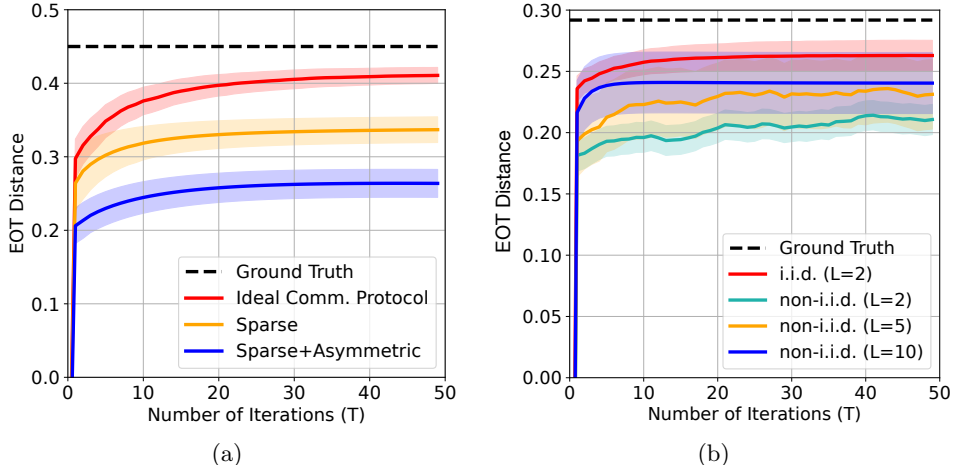 0.5
0.4
0.3
0.2
0.1
0.0
EOT Distance
0
10
20
30
40
50
Number of Iterations (T)
Ground Truth
Ideal Comm. Protocol
Sparse
Sparse+Asymmetric
(a)
0.30
0.25
0.20
0.15
0.10
0.05
0.00
EOT Distance
0
10
20
30
40
50
Number of Iterations (T)
Ground Truth
i.i.d. (L=2)
non-i.i.d. (L=2)
non-i.i.d. (L=5)
non-i.i.d. (L=10)
(b)